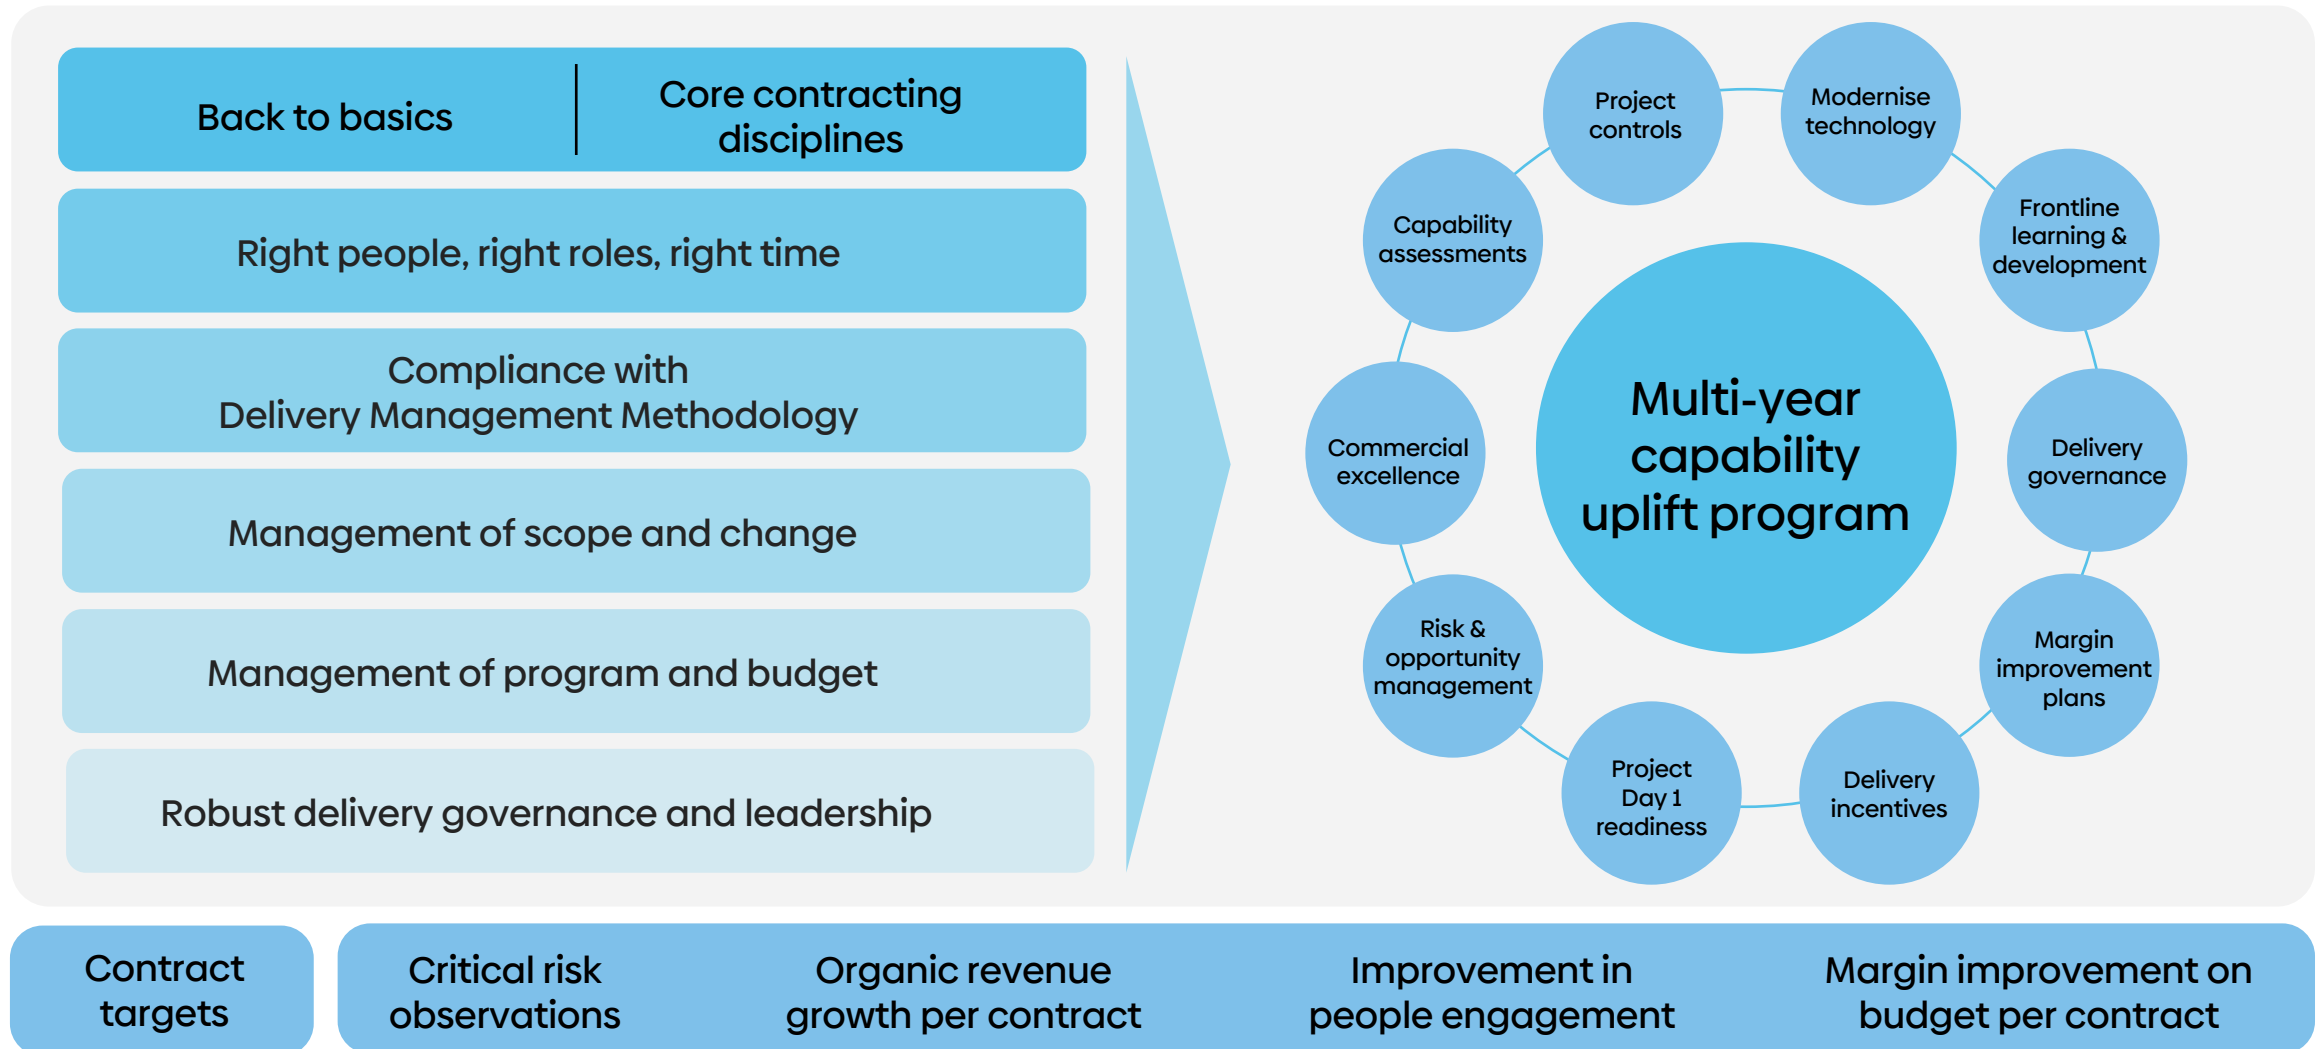 Back to basics
Core contracting
disciplines
Right people, right roles, right time
Compliance with
Delivery Management Methodology
Management of scope and change
Management of program and budget
Robust delivery governance and leadership
Multi-year
capability
uplift program
Project
controls
Modernise
technology
Frontline
learning &
development
Delivery
governance
Margin
improvement
plans
Delivery
incentives
Project
Day 1
readiness
Risk &
opportunity
management
Commercial
excellence
Capability
assessments
Contract
targets
Critical risk
observations
Organic revenue
growth per contract
Improvement in
people engagement
Margin improvement on
budget per contract